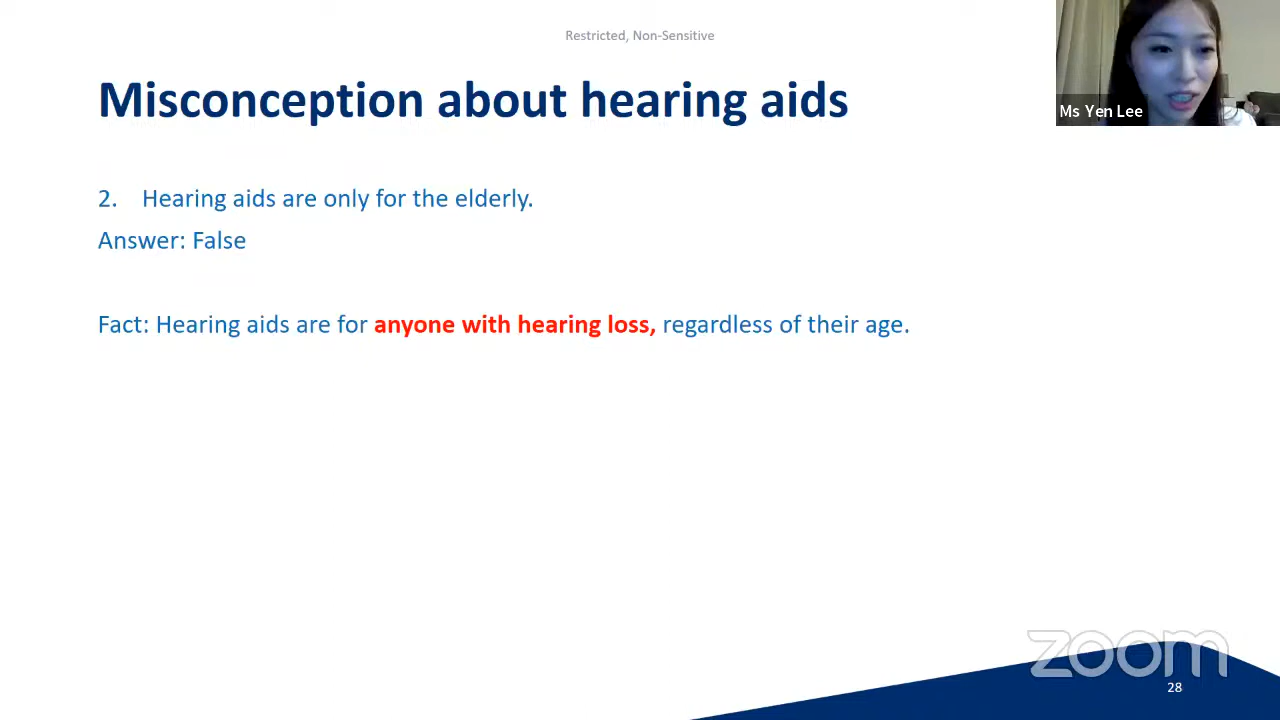 Restricted, Non-Sensitive
Misconception about hearing aids
Ms Yen Lee
2. Hearing aids are only for the elderly.
Answer: False
Fact: Hearing aids are for anyone with hearing loss, regardless of their age.
zoom
28